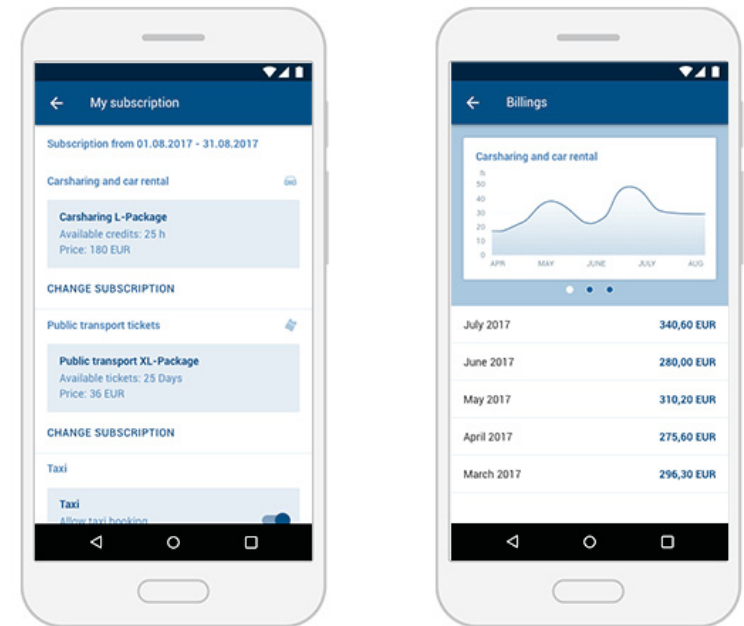 My subscription
Subscription from 01.08.2017 - 31.08.2017
Carsharing and car rental
Carsharing L-Package
Available credits: 25 h
Price: 180 EUR
CHANGE SUBSCRIPTION
Public transport tickets
Public transport XL-Package
Available tickets: 25 Days
Price: 36 EUR
CHANGE SUBSCRIPTION
Taxi
Taxi
Allow taxi booking
Billings
Carsharing and car rental
h
50
40
30
20
10
0
APR MAY JUNE JULY AUG
July 2017 340,60 EUR
June 2017 280,00 EUR
May 2017 310,20 EUR
April 2017 275,60 EUR
March 2017 296,30 EUR